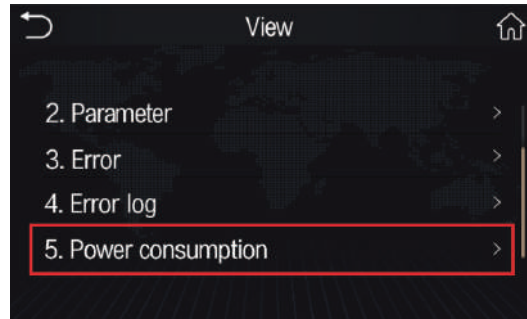 View
2. Parameter
3. Error
4. Error log
5. Power consumption